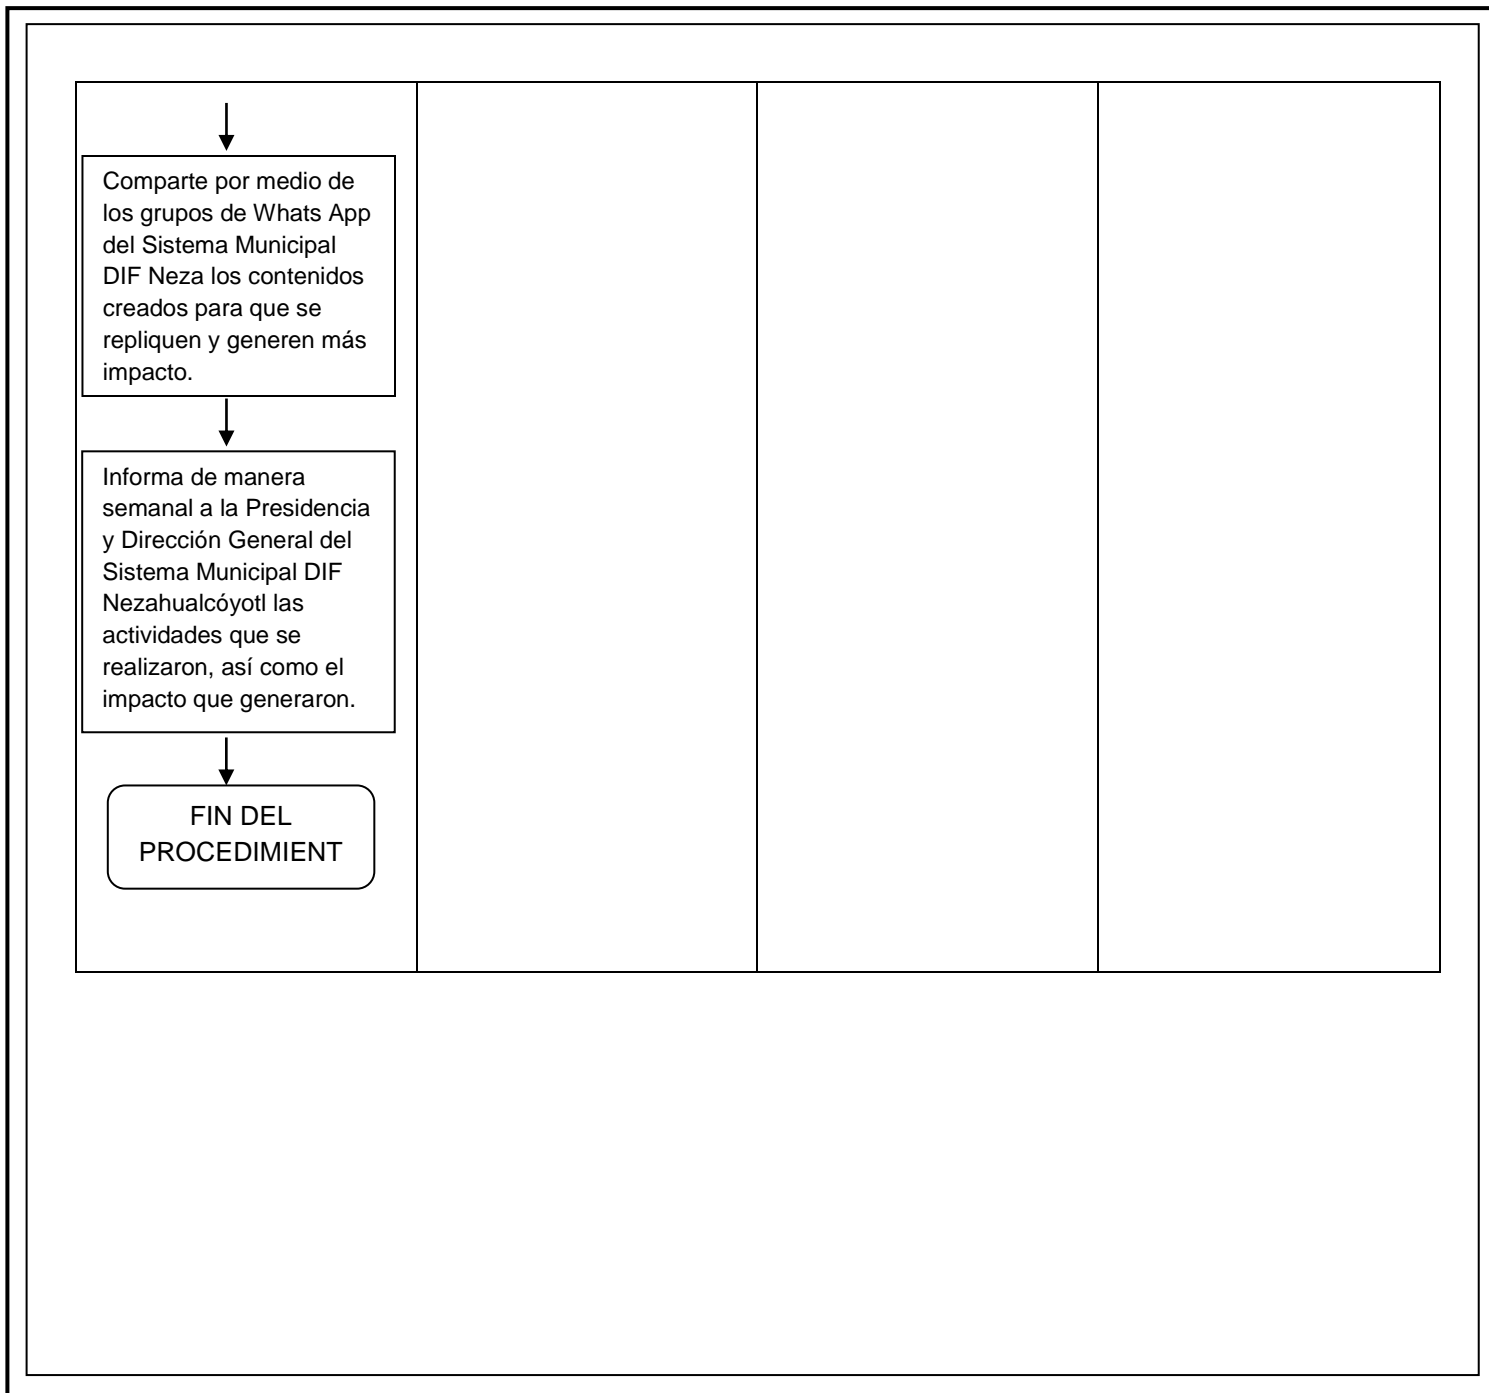 Comparte por medio de
los grupos de Whats App
del Sistema Municipal
DIF Neza los contenidos
creados para que se
repliquen y generen más
impacto.
Informa de manera
semanal a la Presidencia
y Dirección General del
Sistema Municipal DIF
Nezahualcóyotl las
actividades que se
realizaron, así como el
impacto que generaron.
FIN DEL
PROCEDIMIENT